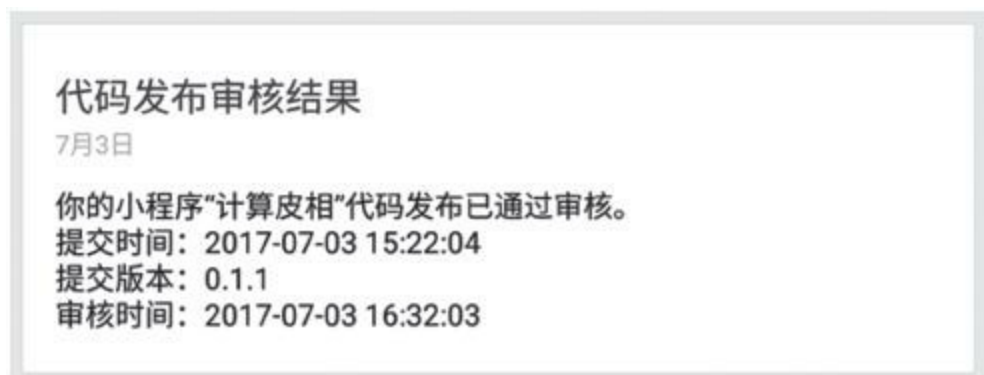 代码发布审核结果
7月3日
你的小程序“计算皮相”代码发布已通过审核。
提交时间：2017-07-03 15:22:04
提交版本：0.1.1
审核时间：2017-07-03 16:32:03